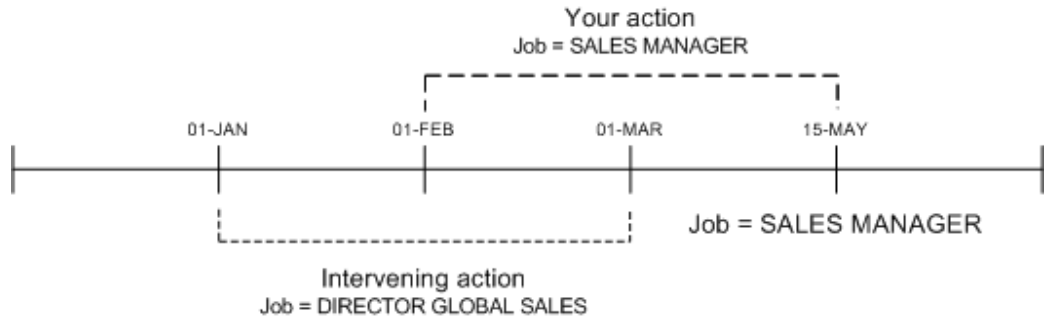 Your action
Job = SALES MANAGER
01-JAN
01-FEB
01-MAR
15-MAY
Job = SALES MANAGER
Intervening action
Job = DIRECTOR GLOBAL SALES